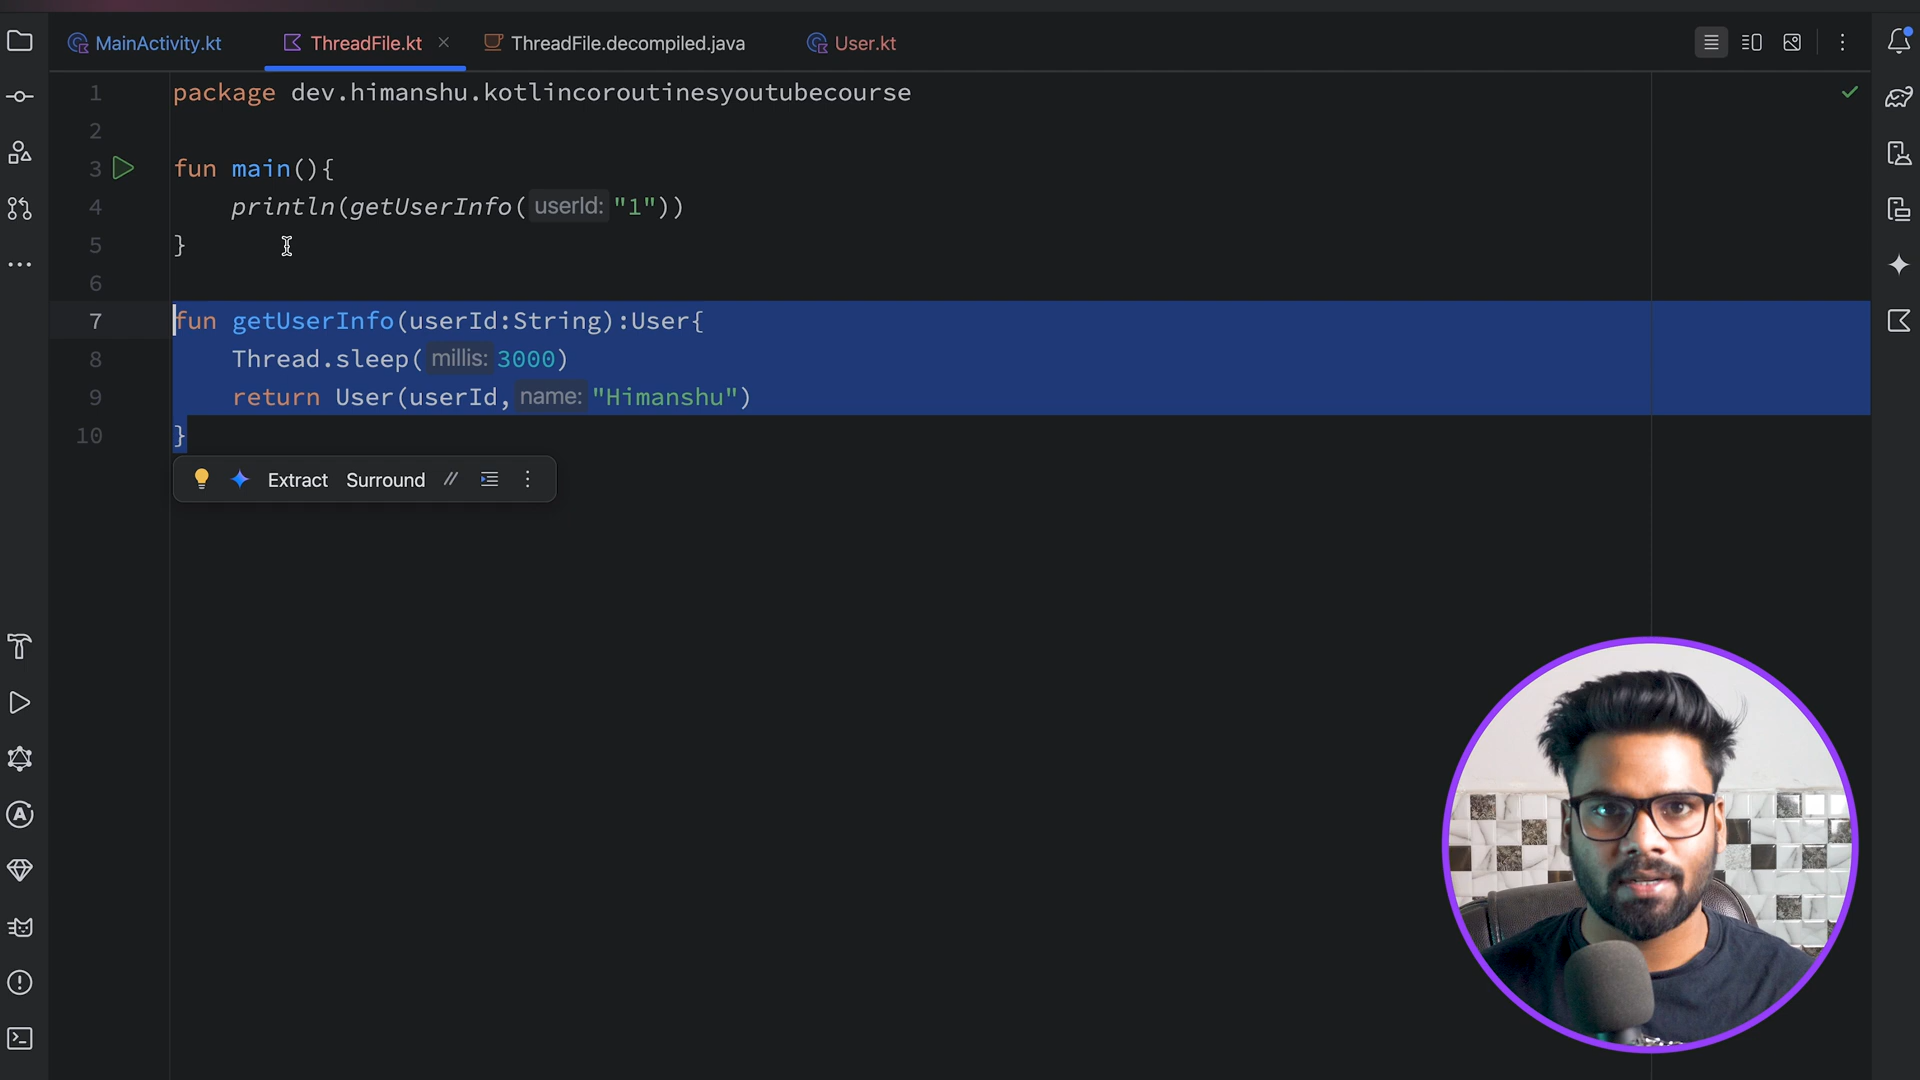 MainActivity.kt
ThreadFile.kt
ThreadFile.decompiled.java
User.kt
1 package dev.himanshu.kotlincoroutinesyoutubecourse
2
3 fun main(){
4 println(getUserInfo( userId: "1"))
5 }
6
7 fun getUserInfo(userId:String):User{
8 Thread.sleep( millis: 3000)
9 return User(userId, name: "Himanshu")
10 }
Extract Surround //